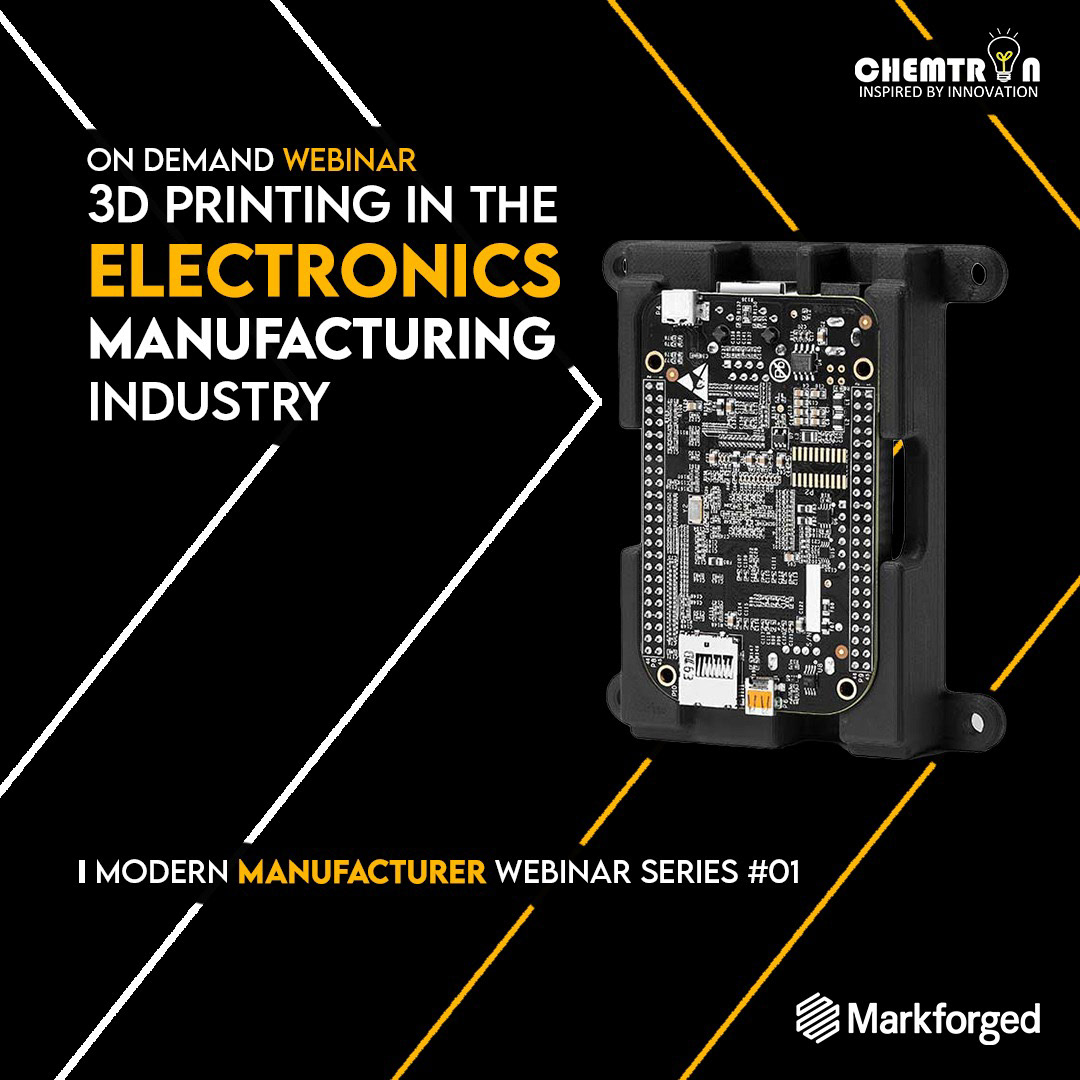 CHEMTRON
INSPIRED BY INNOVATION
ON DEMAND WEBINAR
3D PRINTING IN THE
ELECTRONICS
MANUFACTURING
INDUSTRY
I MODERN MANUFACTURER WEBINAR SERIES #01
Markforged